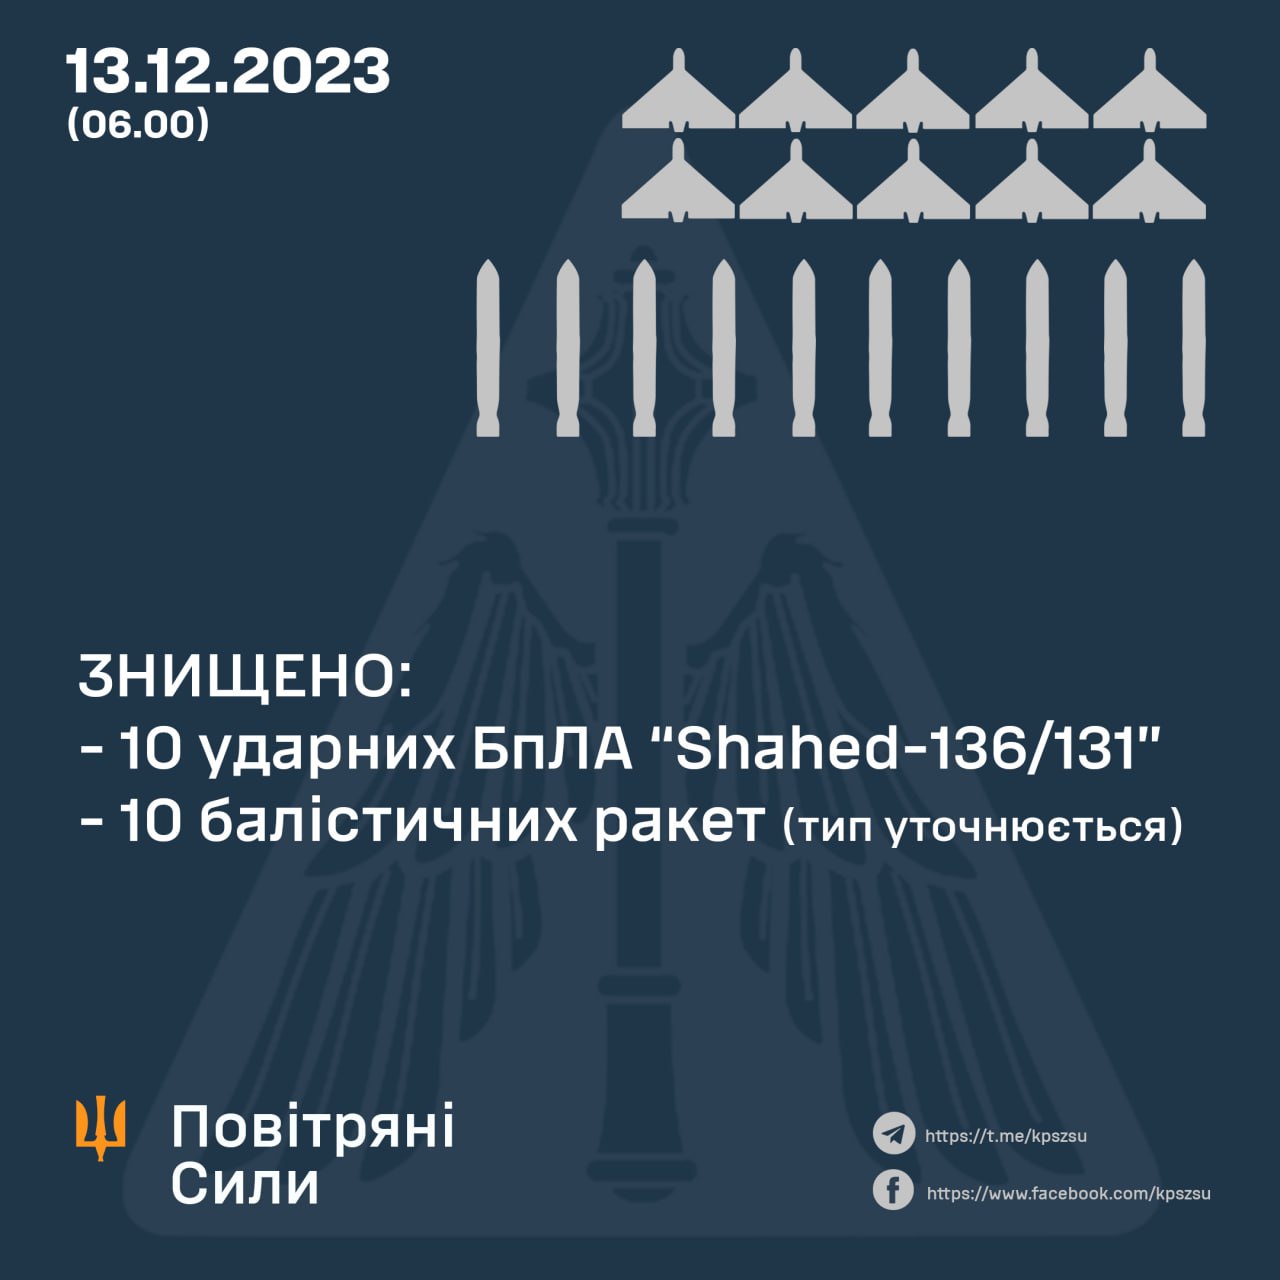 13.12.2023
(06.00)
ЗНИЩЕНО:
- 10 ударних БпЛА “Shahed-136/131”
- 10 балістичних ракет (тип уточнюється)
Повітряні
Сили
https://t.me/kpszsu
https://www.facebook.com/kpszsu